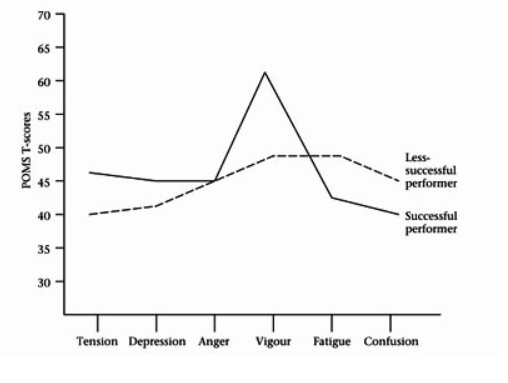 70
65
60
55
50
45
40
35
30
POMS T-scores
Less-
successful
performer
Successful
performer
Tension Depression Anger Vigour Fatigue Confusion